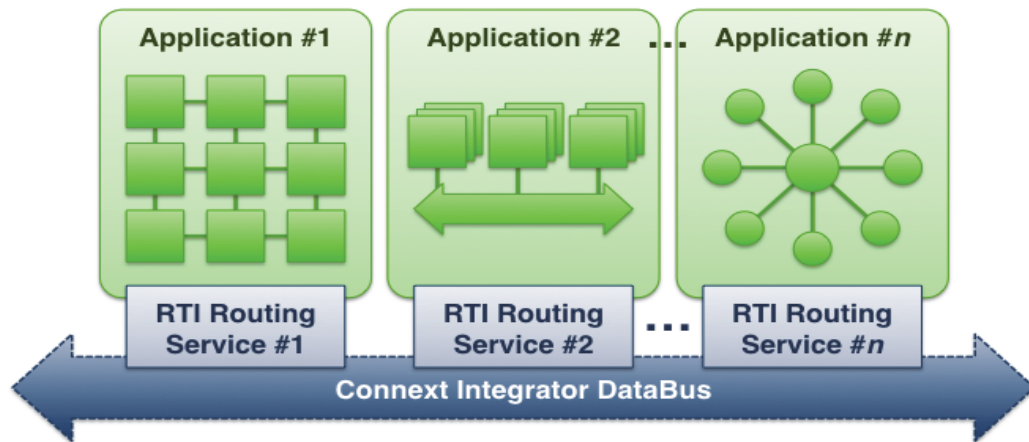 Application #1
Application #2
...
Application #n
RTI Routing
Service #1
RTI Routing
Service #2
...
RTI Routing
Service #n
Connext Integrator DataBus